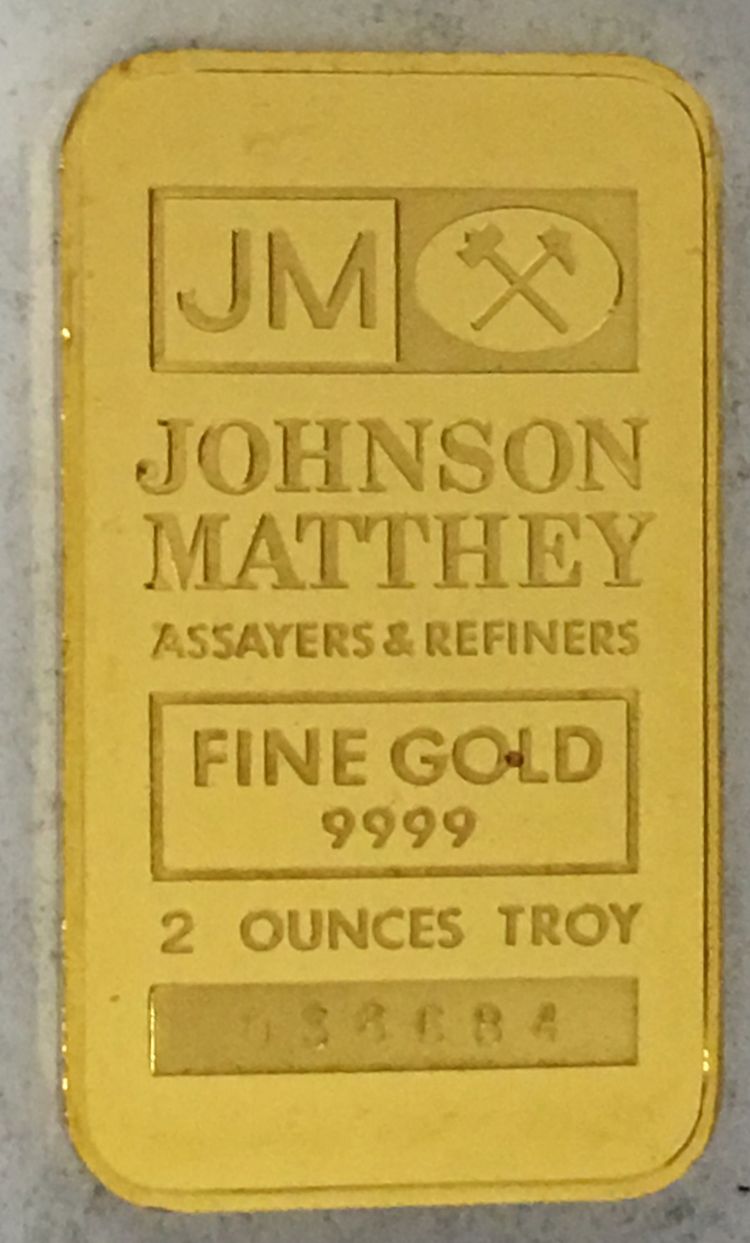 JM
JOHNSON
MATTHEY
ASSAYERS & REFINERS
FINE GOLD
9999
2 OUNCES TROY